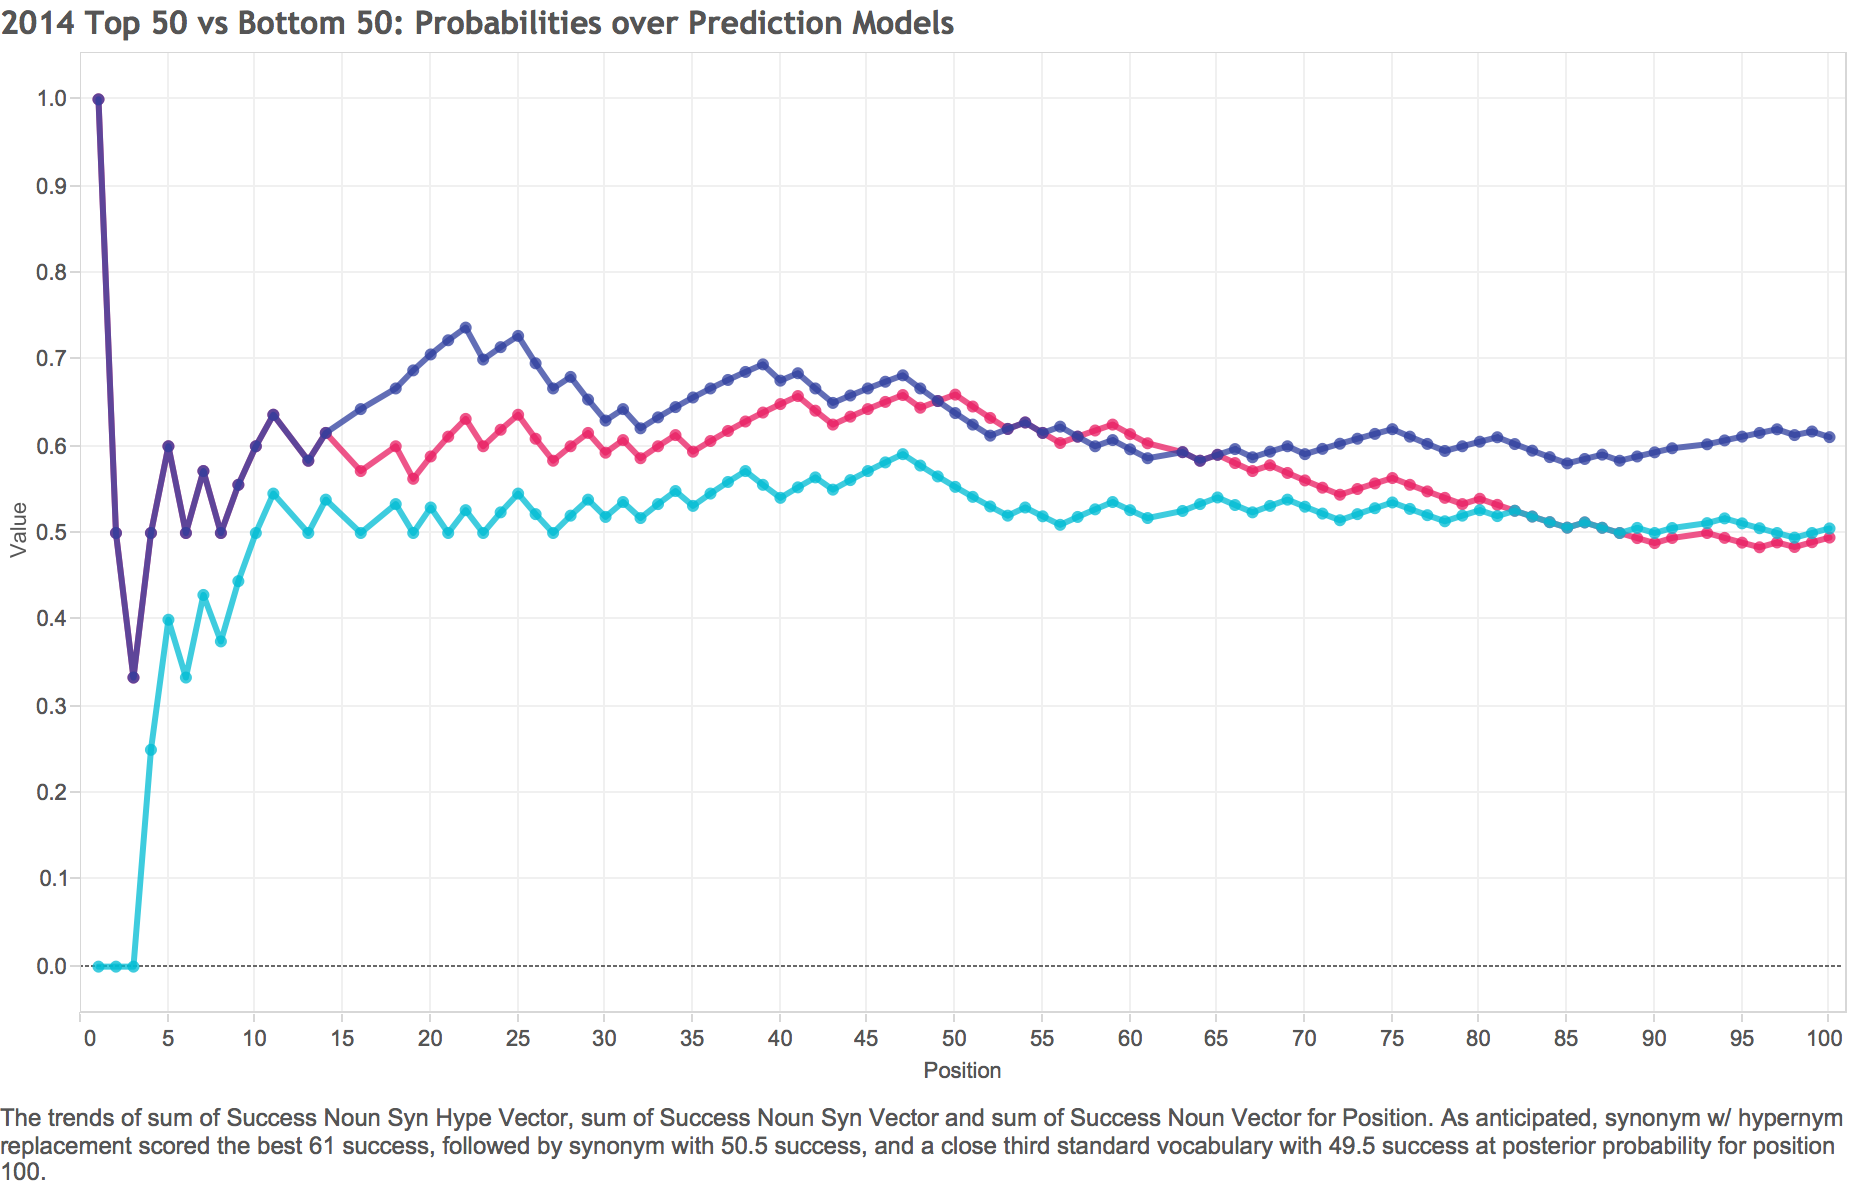 2014 Top 50 vs Bottom 50: Probabilities over Prediction Models
1.0
0.9
0.8
0.7
0.6
0.5
0.4
0.3
0.2
0.1
0.0
Value
0 5 10 15 20 25 30 35 40 45 50 55 60 65 70 75 80 85 90 95 100
Position
The trends of sum of Success Noun Syn Hype Vector, sum of Success Noun Syn Vector and sum of Success Noun Vector for Position. As anticipated, synonym w/ hypernym
replacement scored the best 61 success, followed by synonym with 50.5 success, and a close third standard vocabulary with 49.5 success at posterior probability for position
100.